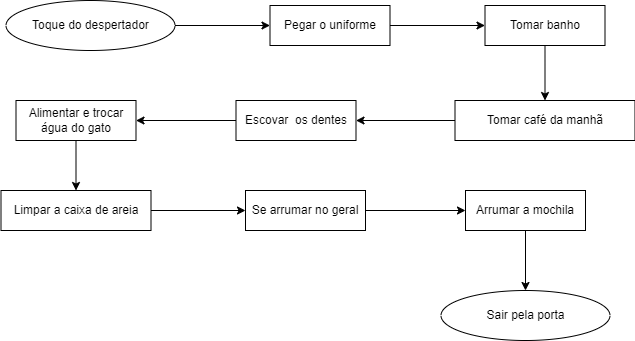 Toque do despertador
Pegar o uniforme
Tomar banho
Tomar café da manhã
Escovar os dentes
Alimentar e trocar
água do gato
Limpar a caixa de areia
Se arrumar no geral
Arrumar a mochila
Sair pela porta